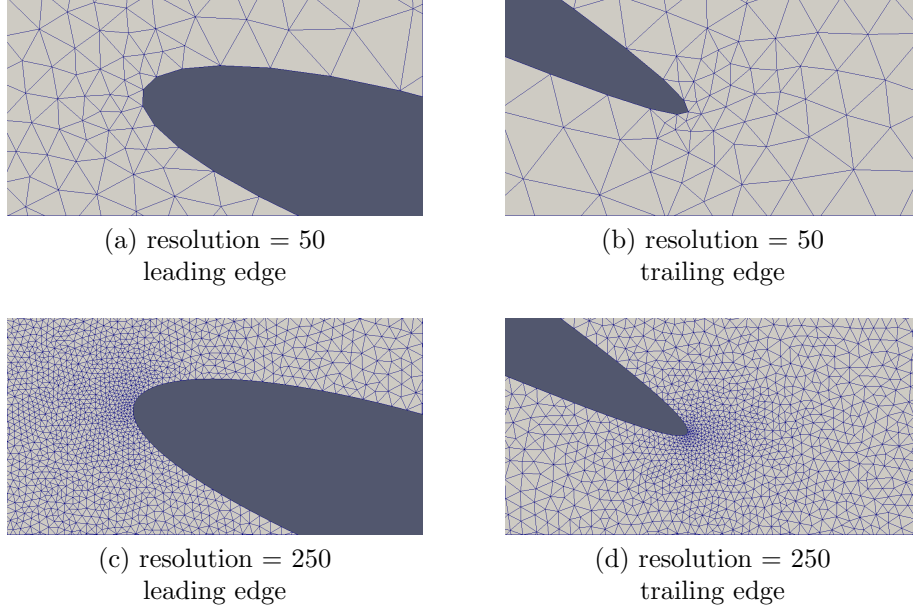 (a) resolution = 50
leading edge
(b) resolution = 50
trailing edge
(c) resolution = 250
leading edge
(d) resolution = 250
trailing edge